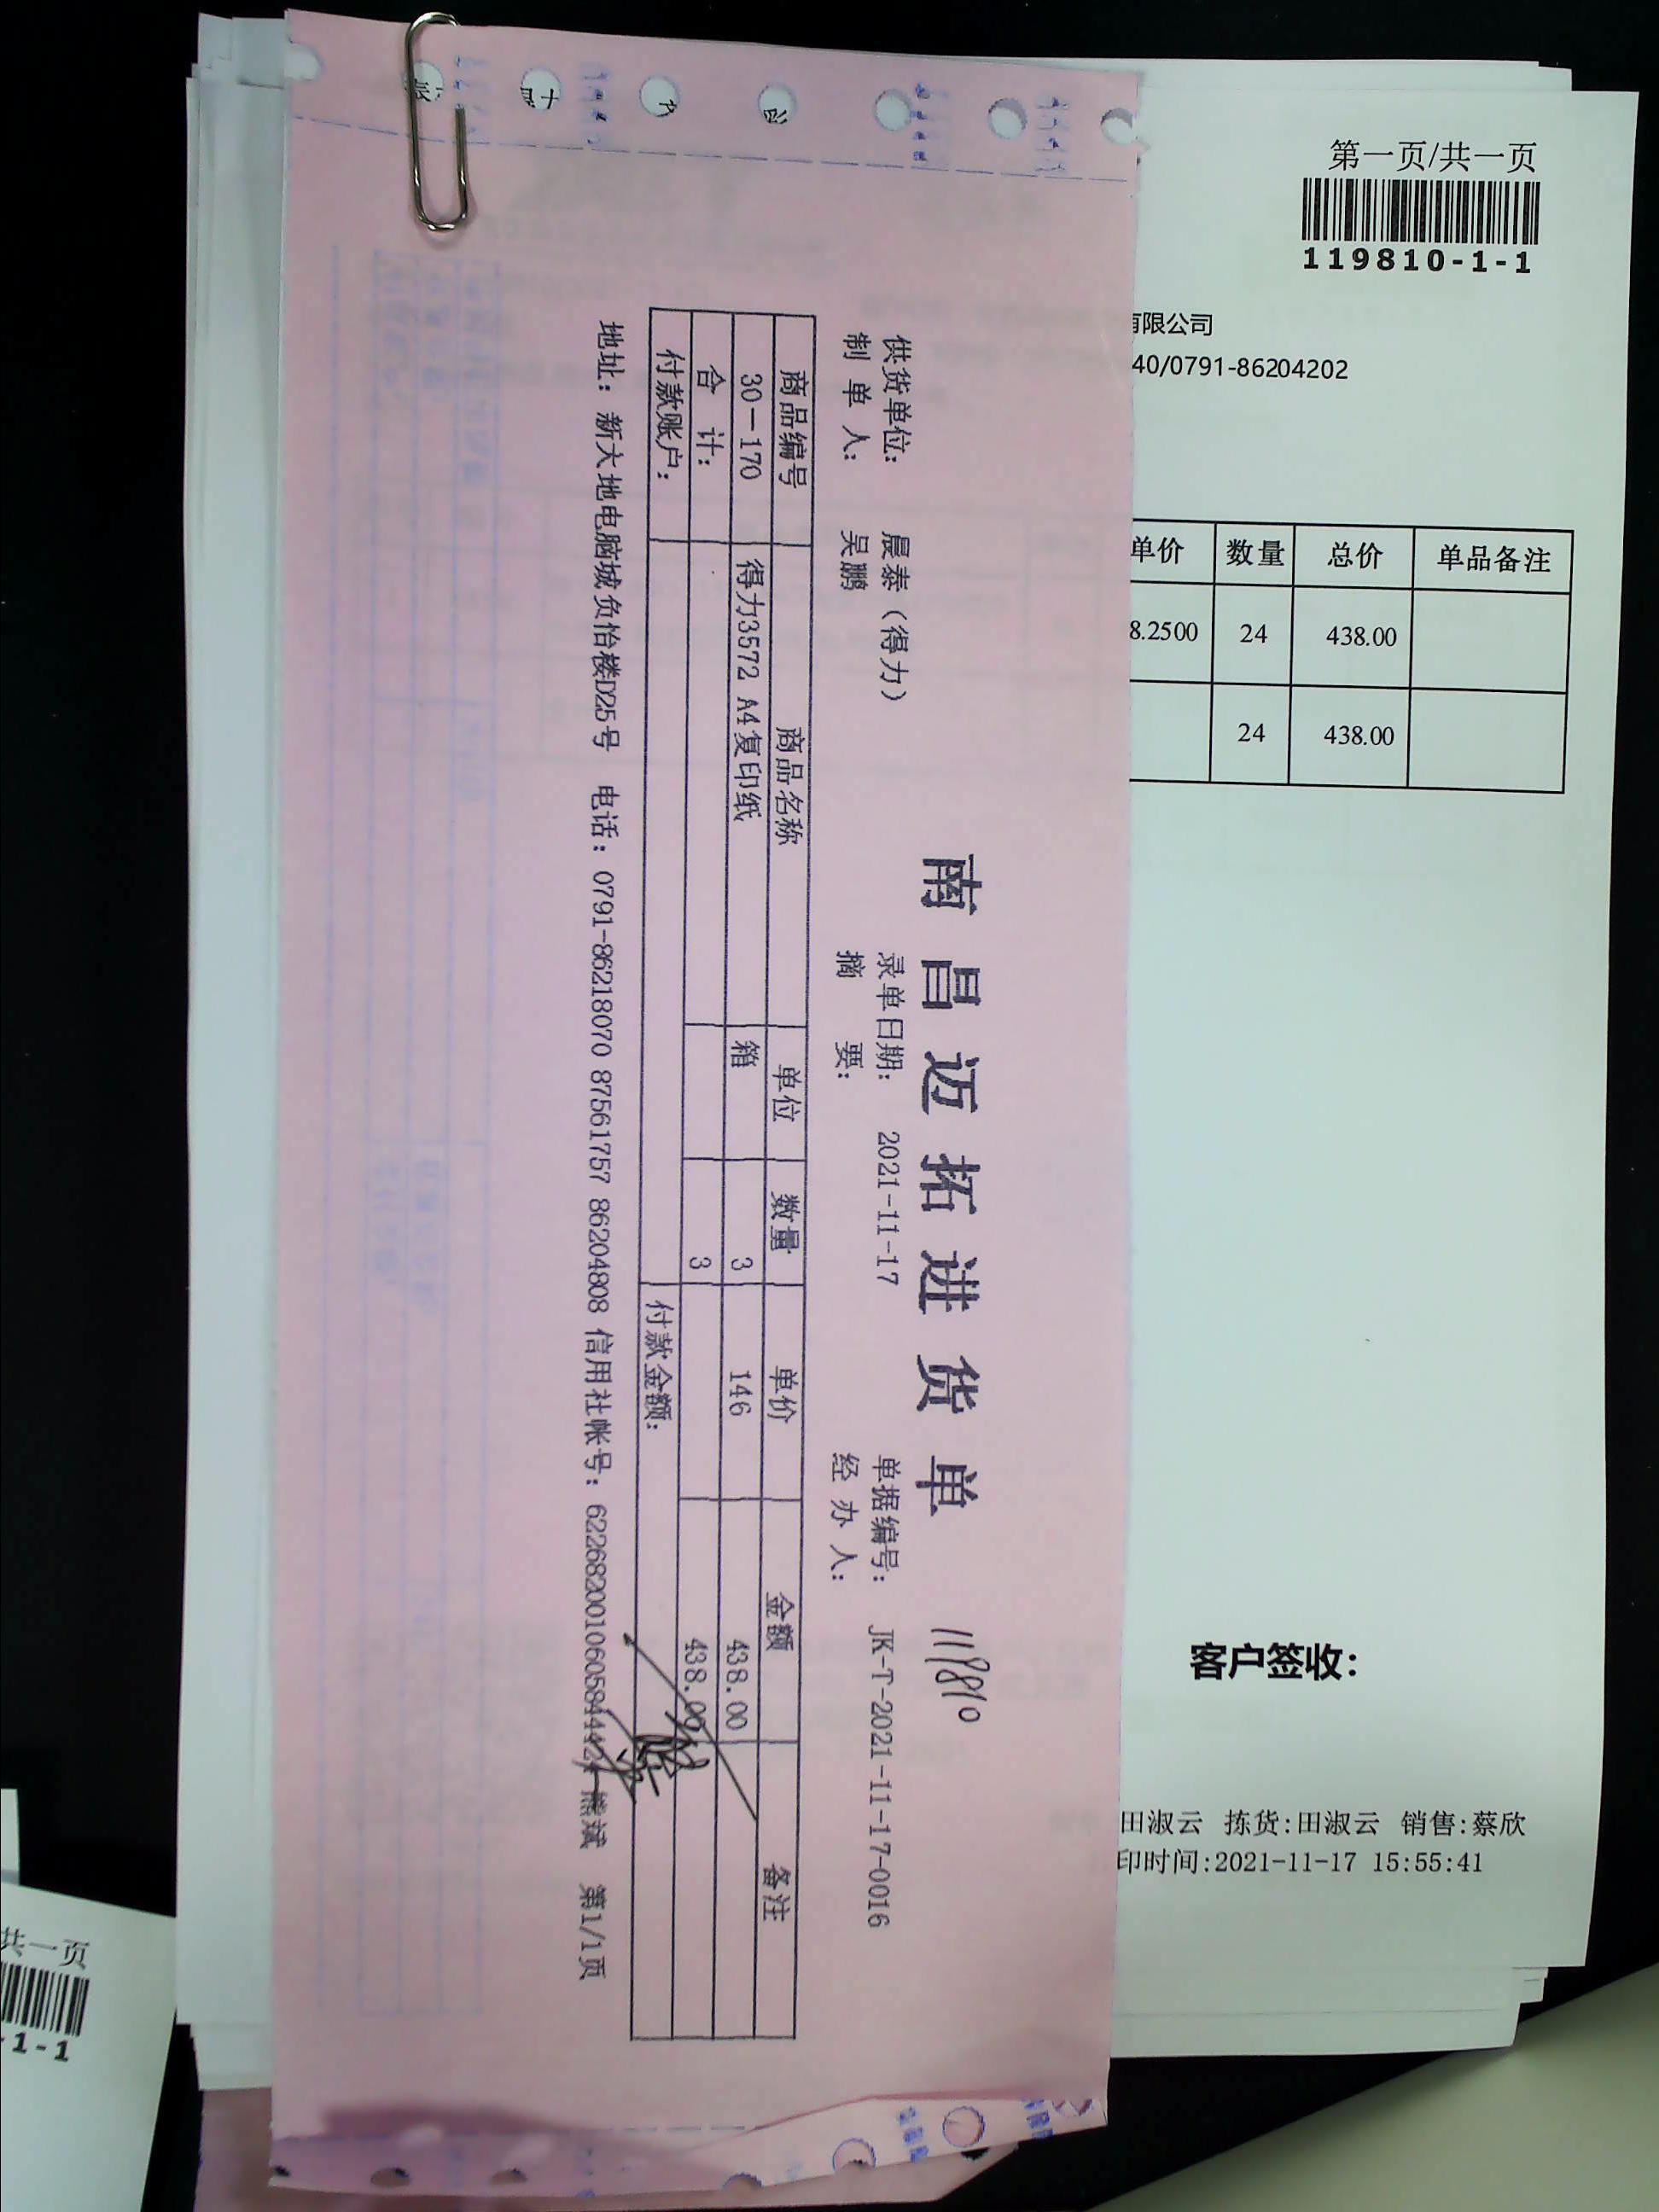 第一页/共一页
119810-1-1
有限公司
40/0791-86204202
单价 数量 总价 单品备注
8.2500 24 438.00
24 438.00
客户签收：
田淑云 拣货:田淑云 销售:蔡欣
印时间:2021-11-17 15:55:41
南昌迈拓进货单 119810
供货单位： 晨泰（得力） 录单日期： 2021-11-17 单据编号： JK-T-2021-11-17-0016
制单人： 吴鹏 摘要： 经办人：
商品编号 商品名称 单位 数量 单价 金额 备注
30-170 得力3572 A4复印纸 箱 3 146 438.00
合计： 3 438.00
付款账户： 付款金额：
地址：新大地电脑城负怡楼D25号 电话：0791-86218070 87561757 86204808 信用社帐号：6226820010605844424 熊斌 第1/1页
共一页
-1-1